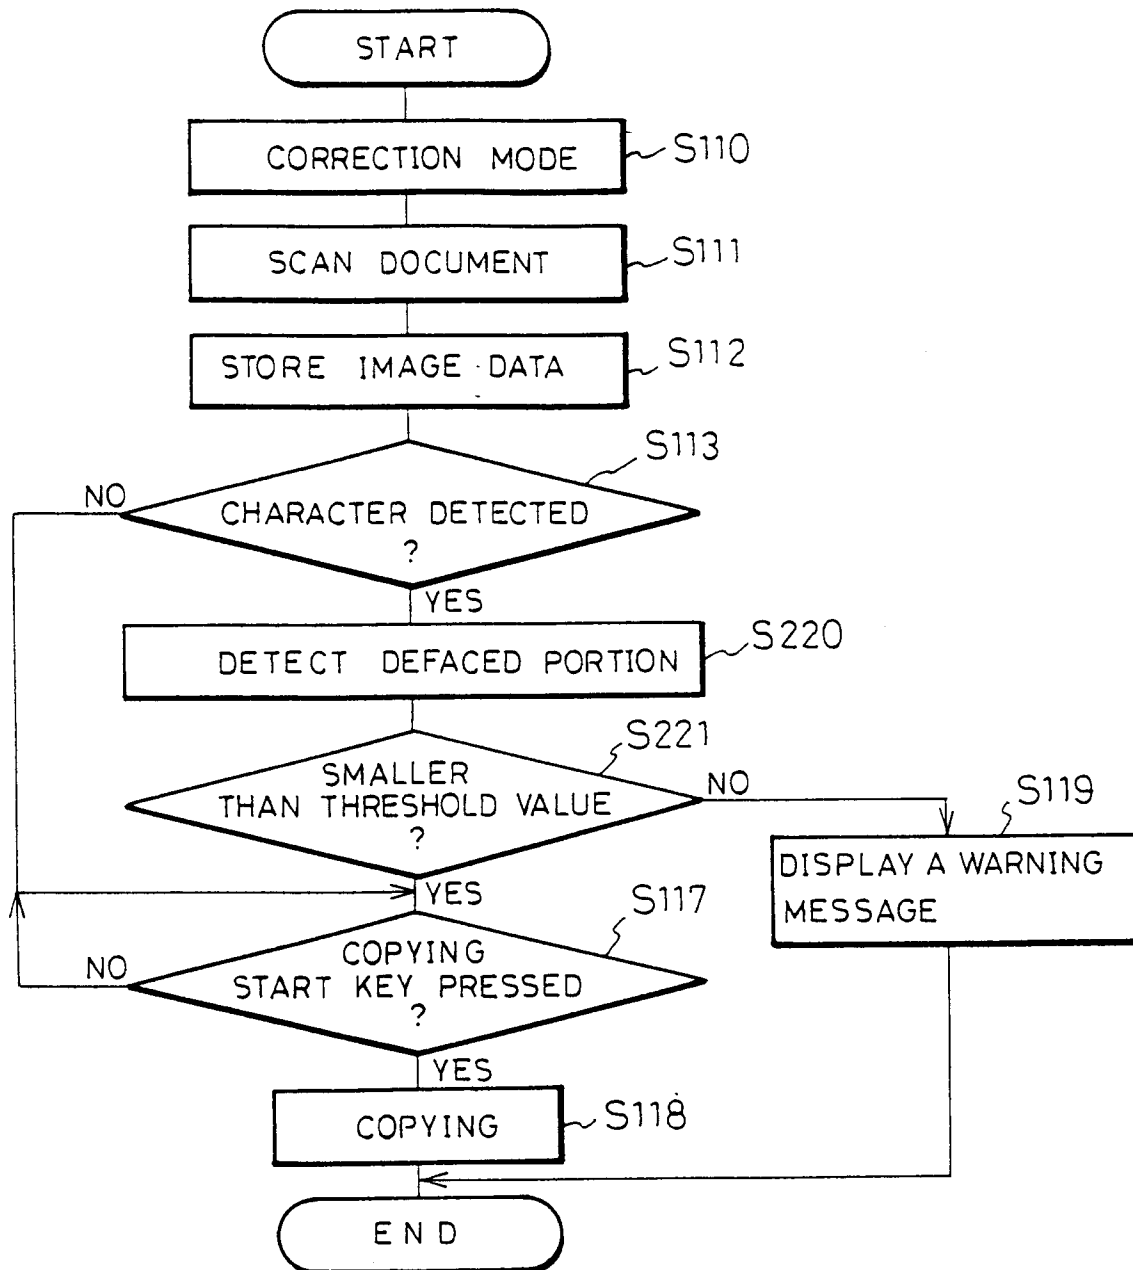 START
CORRECTION MODE
S110
SCAN DOCUMENT
S111
STORE IMAGE DATA
S112
S113
NO
CHARACTER DETECTED
?
YES
S220
DETECT DEFACED PORTION
S221
SMALLER
THAN THRESHOLD VALUE
?
NO
S119
DISPLAY A WARNING
MESSAGE
YES
S117
COPYING
START KEY PRESSED
?
NO
YES
COPYING
S118
END